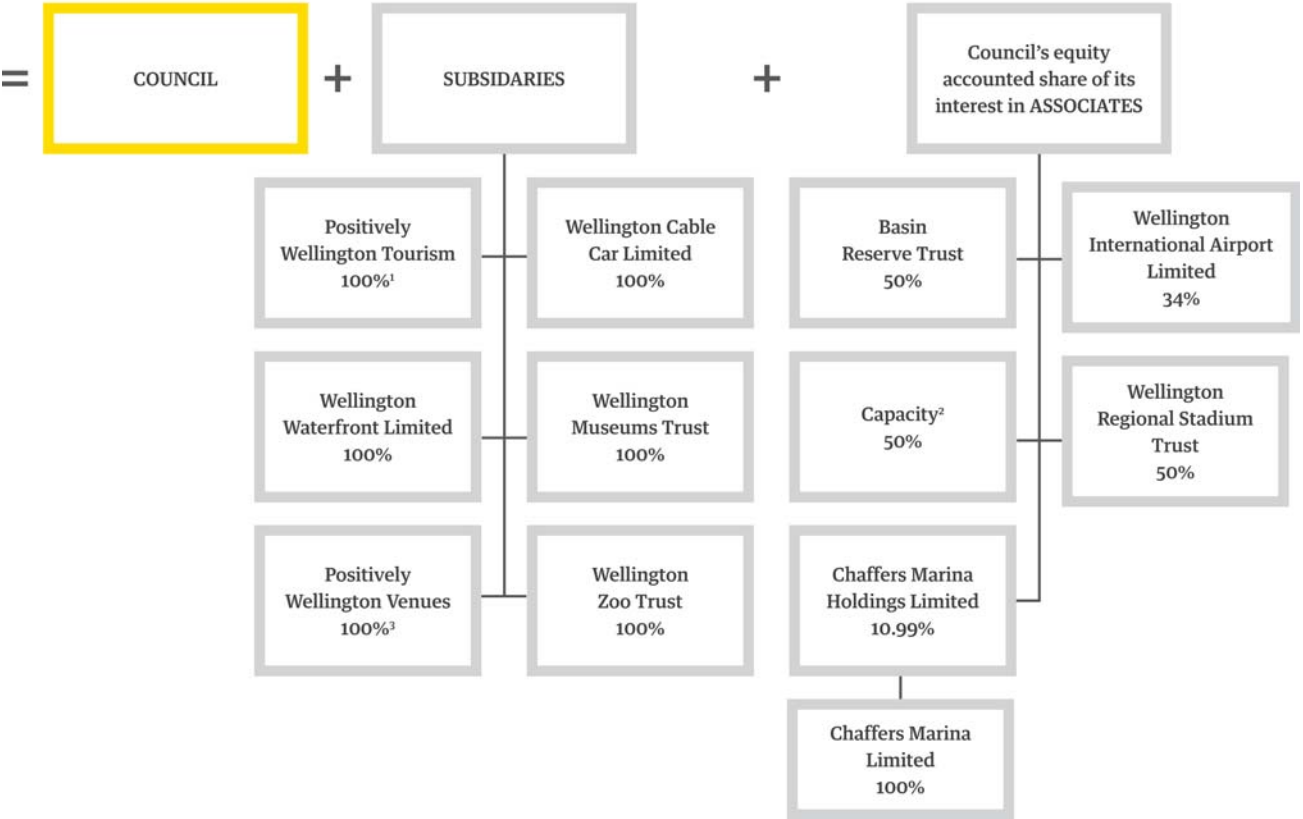 =
COUNCIL
+
SUBSIDARIES
+
Council’s equity
accounted share of its
interest in ASSOCIATES
Positively
Wellington Tourism
100%¹
Wellington Cable
Car Limited
100%
Wellington
Waterfront Limited
100%
Wellington
Museums Trust
100%
Positively
Wellington Venues
100%³
Wellington
Zoo Trust
100%
Basin
Reserve Trust
50%
Wellington
International Airport
Limited
34%
Capacity²
50%
Wellington
Regional Stadium
Trust
50%
Chaffers Marina
Holdings Limited
10.99%
Chaffers Marina
Limited
100%